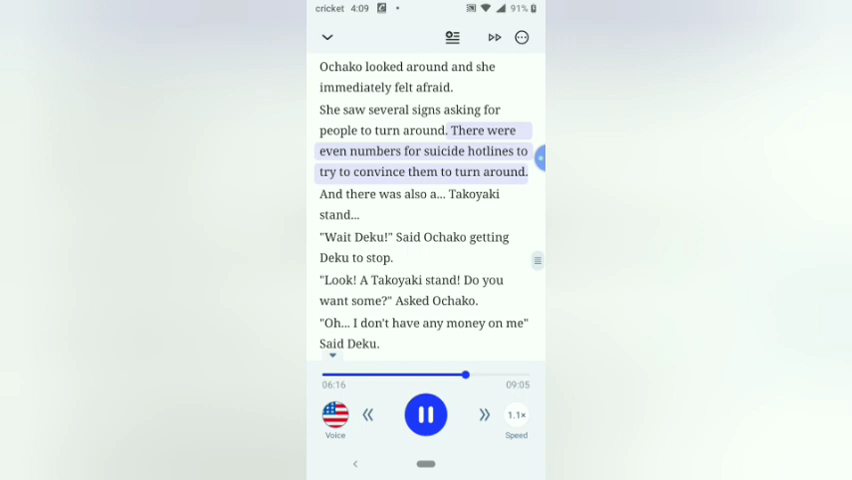 cricket 4:09 91%
Ochako looked around and she
immediately felt afraid.
She saw several signs asking for
people to turn around. There were
even numbers for suicide hotlines to
try to convince them to turn around.
And there was also a... Takoyaki
stand...
"Wait Deku!" Said Ochako getting
Deku to stop.
"Look! A Takoyaki stand! Do you
want some?" Asked Ochako.
"Oh... I don't have any money on me"
Said Deku.
06:16 09:05
1.1×
Voice Speed